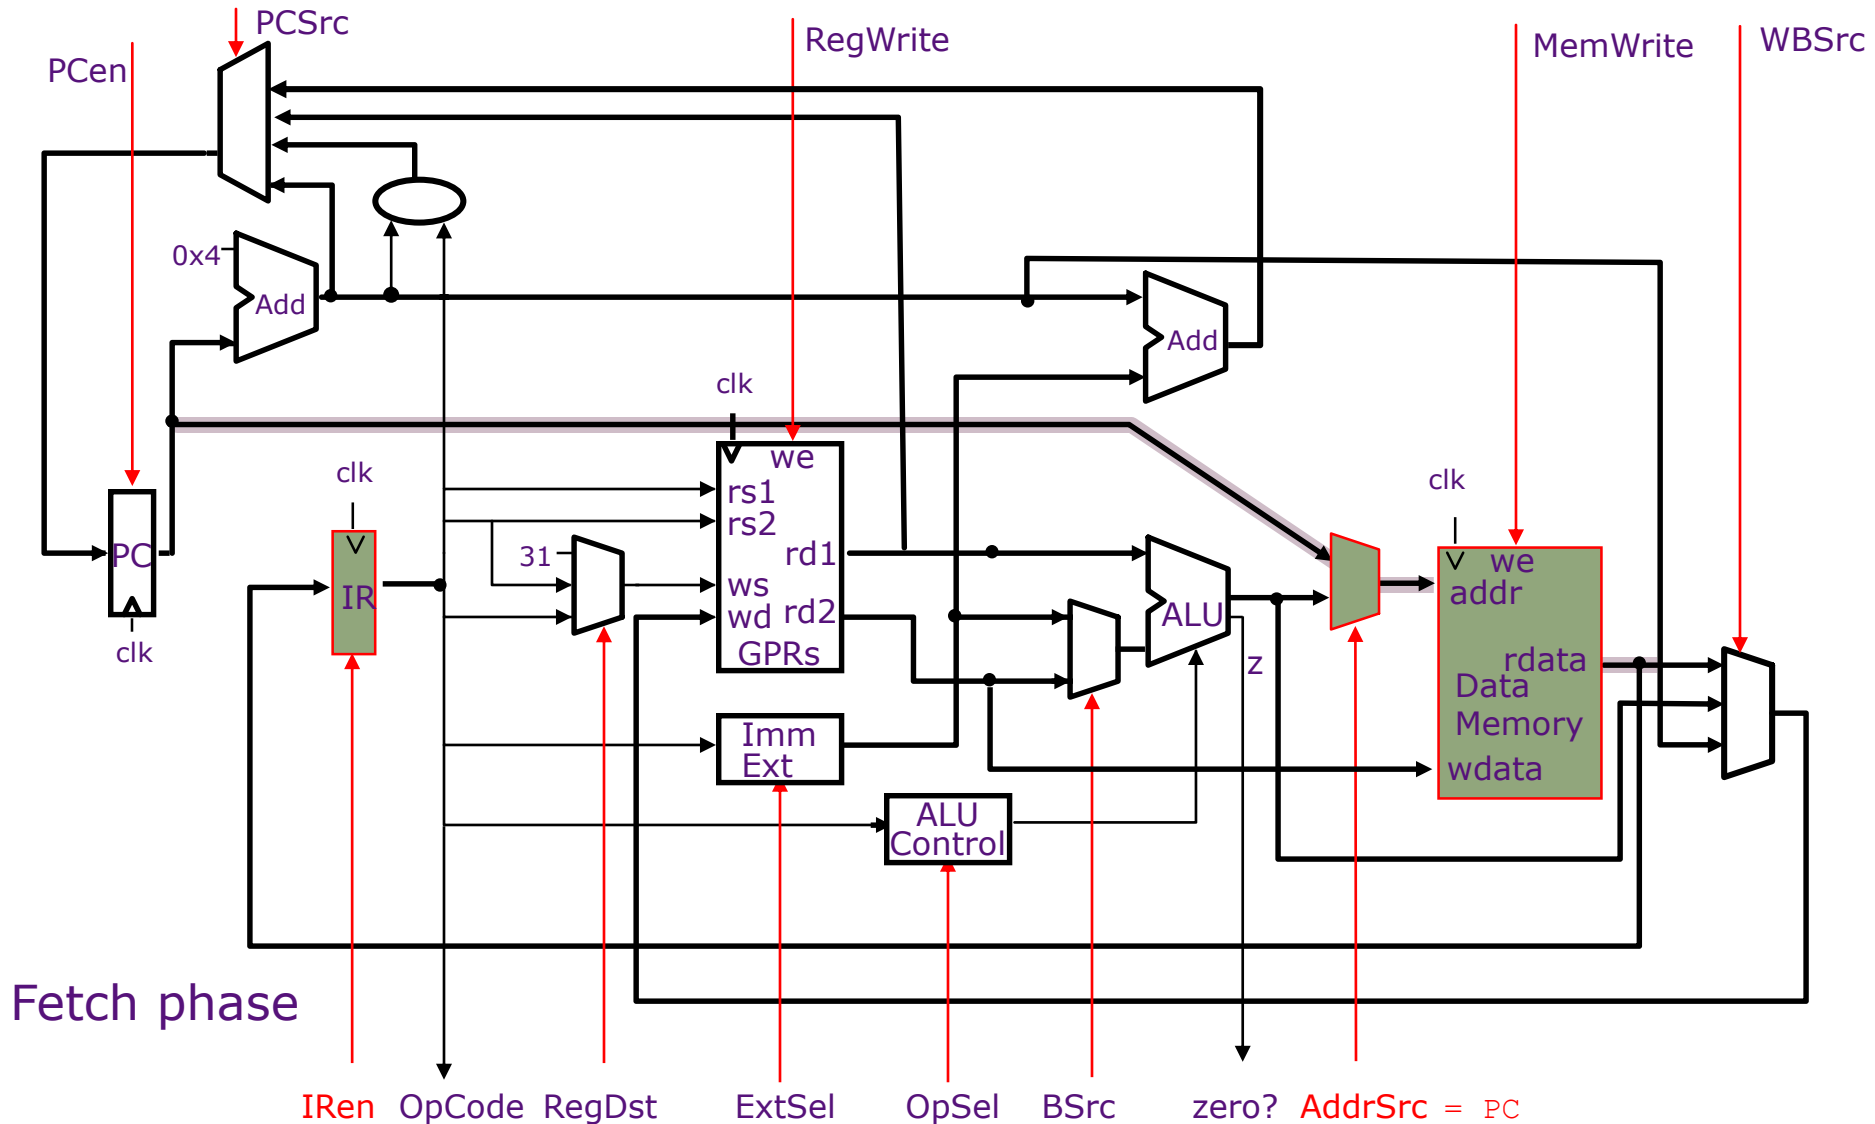 PCSrc
RegWrite
MemWrite
WBSrc
PCen
0x4
Add
Add
clk
clk
clk
we
rs1
rs2
rd1
31
ws
wd
rd2
GPRs
PC
clk
IR
ALU
z
we
addr
rdata
Data
Memory
wdata
Imm
Ext
ALU
Control
Fetch phase
IRen
OpCode
RegDst
ExtSel
OpSel
BSrc
zero?
AddrSrc = PC